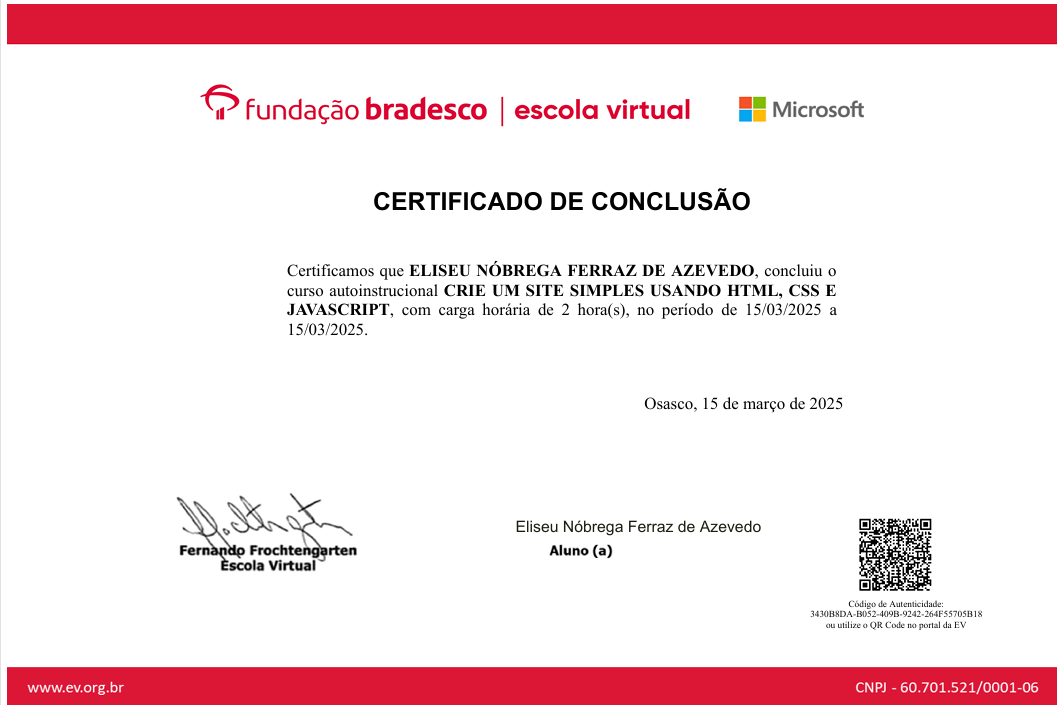 fundação bradesco | escola virtual
Microsoft
CERTIFICADO DE CONCLUSÃO
Certificamos que ELISEU NÓBREGA FERRAZ DE AZEVEDO, concluiu o
curso autoinstrucional CRIE UM SITE SIMPLES USANDO HTML, CSS E
JAVASCRIPT, com carga horária de 2 hora(s), no período de 15/03/2025 a
15/03/2025.
Osasco, 15 de março de 2025
Fernando Frochtengarten
Escola Virtual
Eliseu Nóbrega Ferraz de Azevedo
Aluno (a)
Código de Autenticidade:
3430B8DA-B052-409B-9242-264F55705B18
ou utilize o QR Code no portal da EV
www.ev.org.br
CNPJ - 60.701.521/0001-06